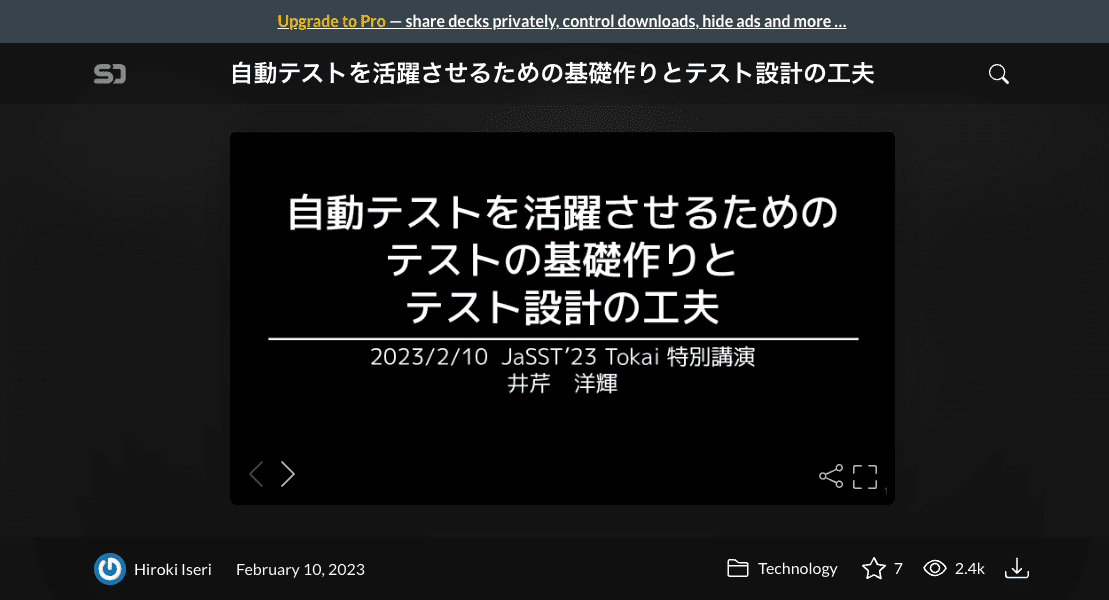 Upgrade to Pro — share decks privately, control downloads, hide ads and more …
自動テストを活躍させるための基礎作りとテスト設計の工夫
自動テストを活躍させるための
テストの基礎作りと
テスト設計の工夫
2023/2/10 JaSST’23 Tokai 特別講演
井芹　洋輝
1
Hiroki Iseri
February 10, 2023
Technology
7
2.4k